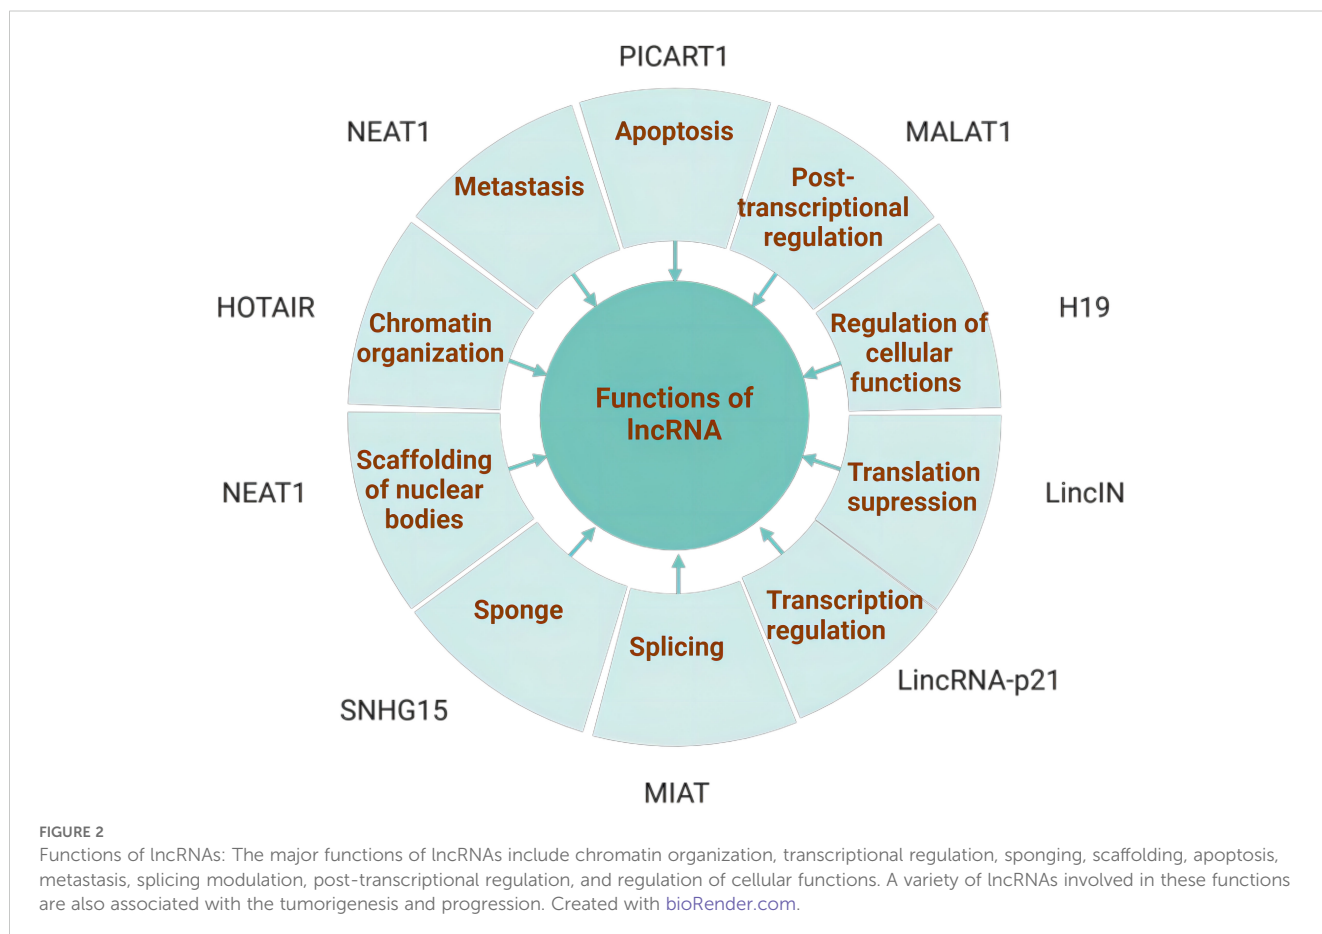 PICART1
NEAT1
MALAT1
Apoptosis
Metastasis
Post-
transcriptional
regulation
HOTAIR
H19
Chromatin
organization
Regulation of
cellular
functions
Functions of
lncRNA
Scaffolding
of nuclear
bodies
NEAT1
Translation
supression
LincIN
Sponge
Splicing
Transcription
regulation
SNHG15
LincRNA-p21
MIAT
FIGURE 2
Functions of lncRNAs: The major functions of lncRNAs include chromatin organization, transcriptional regulation, sponging, scaffolding, apoptosis,
metastasis, splicing modulation, post-transcriptional regulation, and regulation of cellular functions. A variety of lncRNAs involved in these functions
are also associated with the tumorigenesis and progression. Created with bioRender.com.